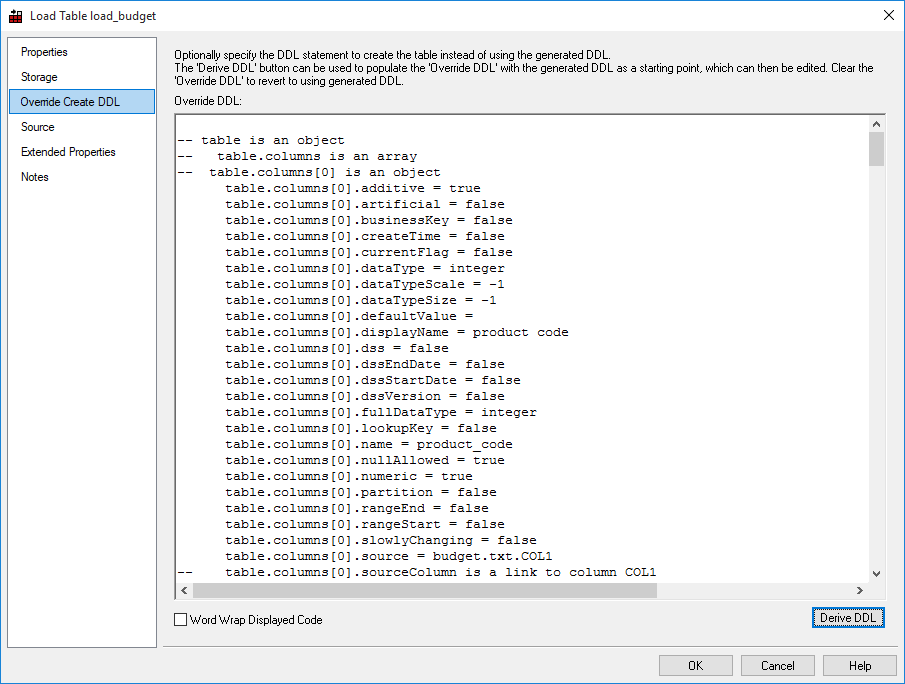 Load Table load_budget
Properties
Storage
Override Create DDL
Source
Extended Properties
Notes
Optionally specify the DDL statement to create the table instead of using the generated DDL.
The 'Derive DDL' button can be used to populate the 'Override DDL' with the generated DDL as a starting point, which can then be edited. Clear the
'Override DDL' to revert to using generated DDL.
Override DDL:
-- table is an object
--   table.columns is an array
--  table.columns[0] is an object
table.columns[0].additive = true
table.columns[0].artificial = false
table.columns[0].businessKey = false
table.columns[0].createTime = false
table.columns[0].currentFlag = false
table.columns[0].dataType = integer
table.columns[0].dataTypeScale = -1
table.columns[0].dataTypeSize = -1
table.columns[0].defaultValue =
table.columns[0].displayName = product code
table.columns[0].dss = false
table.columns[0].dssEndDate = false
table.columns[0].dssStartDate = false
table.columns[0].dssVersion = false
table.columns[0].fullDataType = integer
table.columns[0].lookupKey = false
table.columns[0].name = product_code
table.columns[0].nullAllowed = true
table.columns[0].numeric = true
table.columns[0].partition = false
table.columns[0].rangeEnd = false
table.columns[0].rangeStart = false
table.columns[0].slowlyChanging = false
table.columns[0].source = budget.txt.COL1
--    table.columns[0].sourceColumn is a link to column COL1
Word Wrap Displayed Code
Derive DDL
OK
Cancel
Help